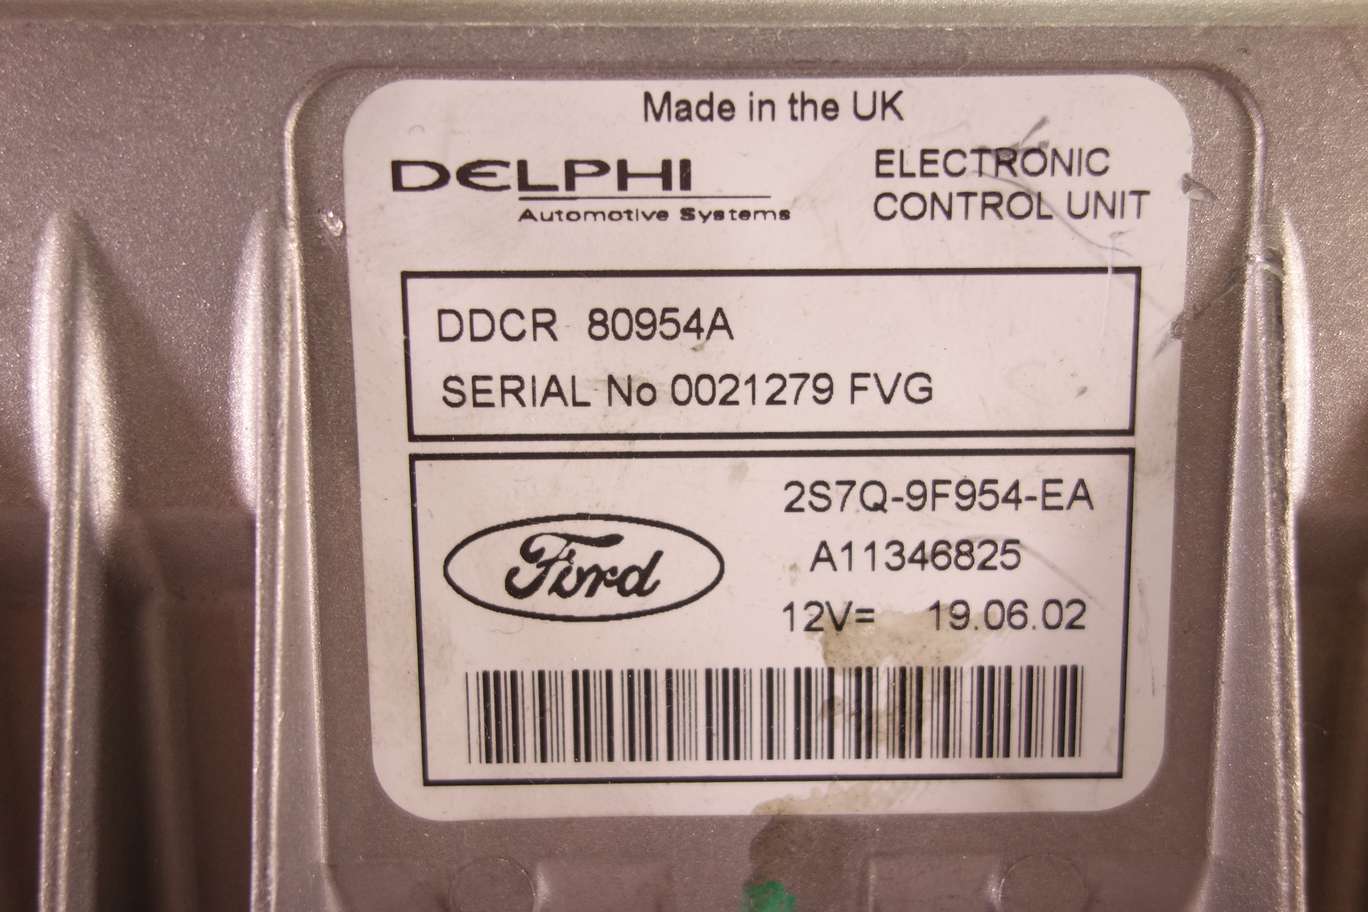 Made in the UK
DELPHI
Automotive Systems
ELECTRONIC
CONTROL UNIT
DDCR 80954A
SERIAL No 0021279 FVG
Ford
2S7Q-9F954-EA
A11346825
12V= 19.06.02